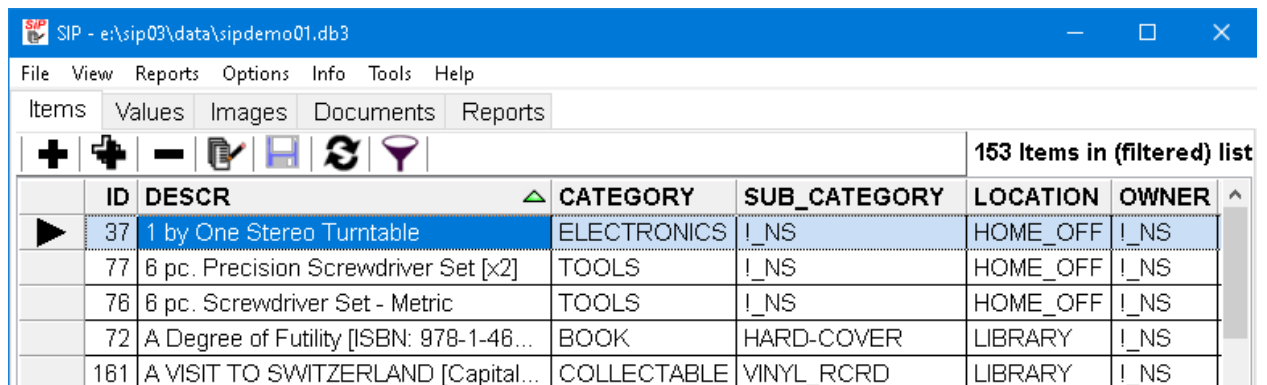 SIP SIP - e:\sip03\data\sipdemo01.db3
File View Reports Options Info Tools Help
Items Values Images Documents Reports
153 Items in (filtered) list
ID DESCR CATEGORY SUB_CATEGORY LOCATION OWNER
37 1 by One Stereo Turntable ELECTRONICS !_NS HOME_OFF !_NS
77 6 pc. Precision Screwdriver Set [x2] TOOLS !_NS HOME_OFF !_NS
76 6 pc. Screwdriver Set - Metric TOOLS !_NS HOME_OFF !_NS
72 A Degree of Futility [ISBN: 978-1-46... BOOK HARD-COVER LIBRARY !_NS
161 A VISIT TO SWITZERLAND [Capital... COLLECTABLE VINYL_RCRD LIBRARY !_NS